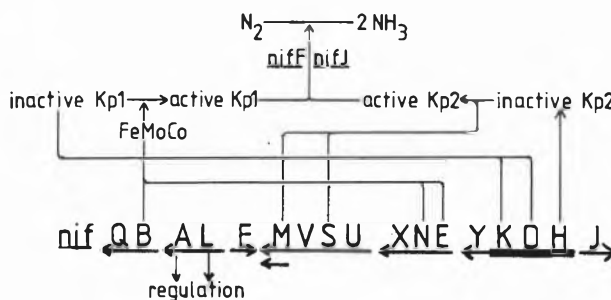 N₂ 2 NH₃
nifF nifJ
inactive Kp1 active Kp1 active Kp2 inactive Kp2
FeMoCo
nif Q B A L F M V S U X N E Y K D H J
regulation